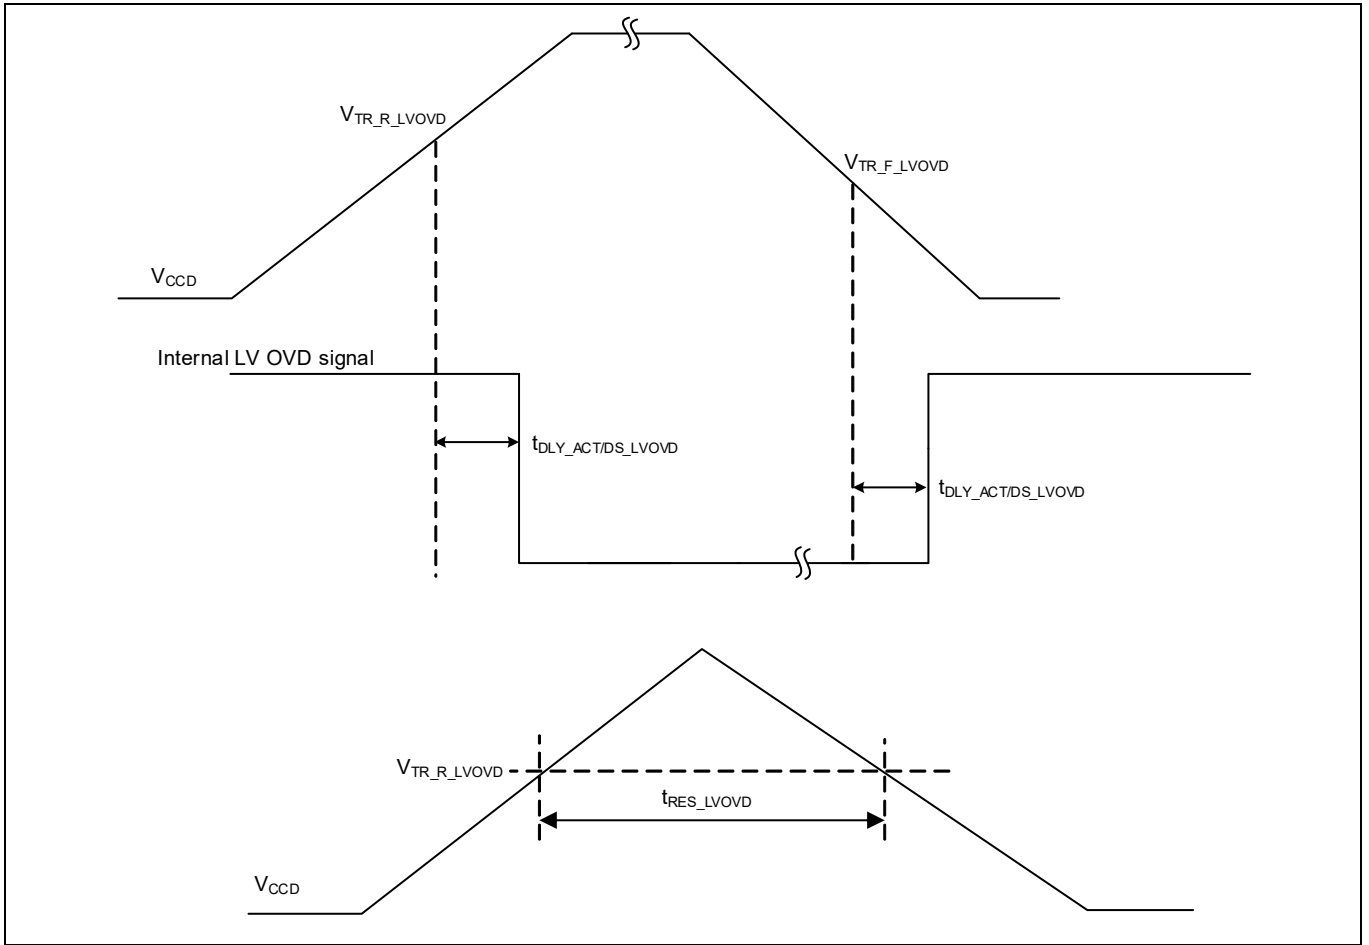 VTR_R_LVOVD
VTR_F_LVOVD
VCCD
Internal LV OVD signal
tDLY_ACT/DS_LVOVD
tDLY_ACT/DS_LVOVD
VTR_R_LVOVD
tRES_LVOVD
VCCD